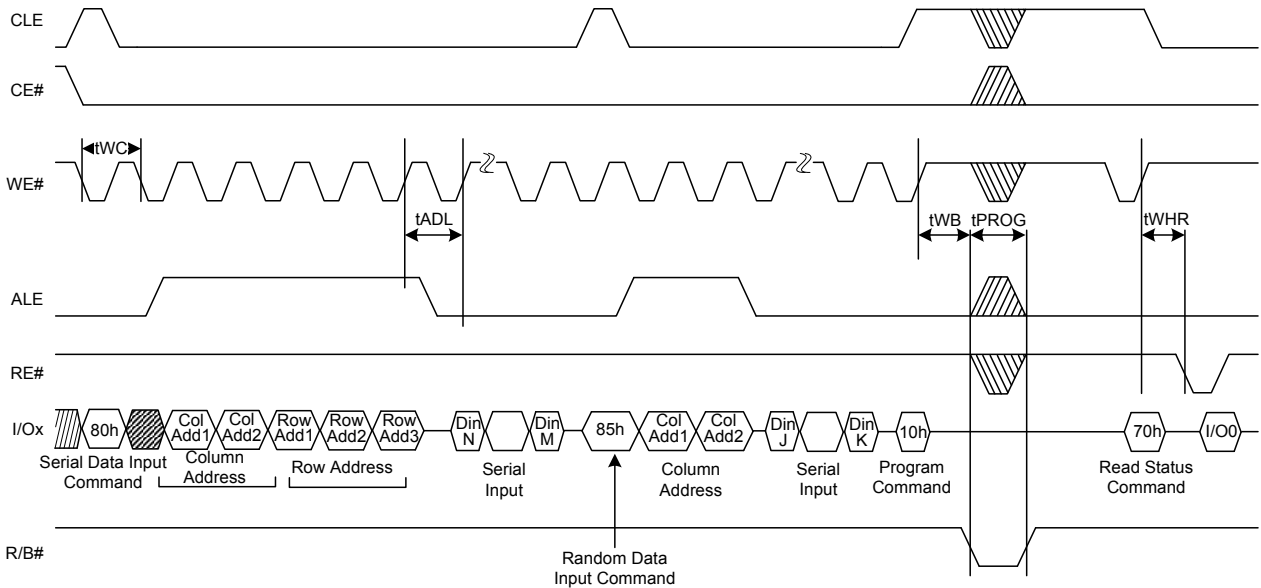 CLE
CE#
tWC
WE#
tADL
tWB
tPROG
tWHR
ALE
RE#
I/Ox
80h
Col
Add1
Col
Add2
Row
Add1
Row
Add2
Row
Add3
Din
N
Din
M
85h
Col
Add1
Col
Add2
Din
J
Din
K
10h
70h
I/O0
Serial Data Input
Command
Column
Address
Row Address
Serial
Input
Column
Address
Serial
Input
Program
Command
Read Status
Command
R/B#
Random Data
Input Command